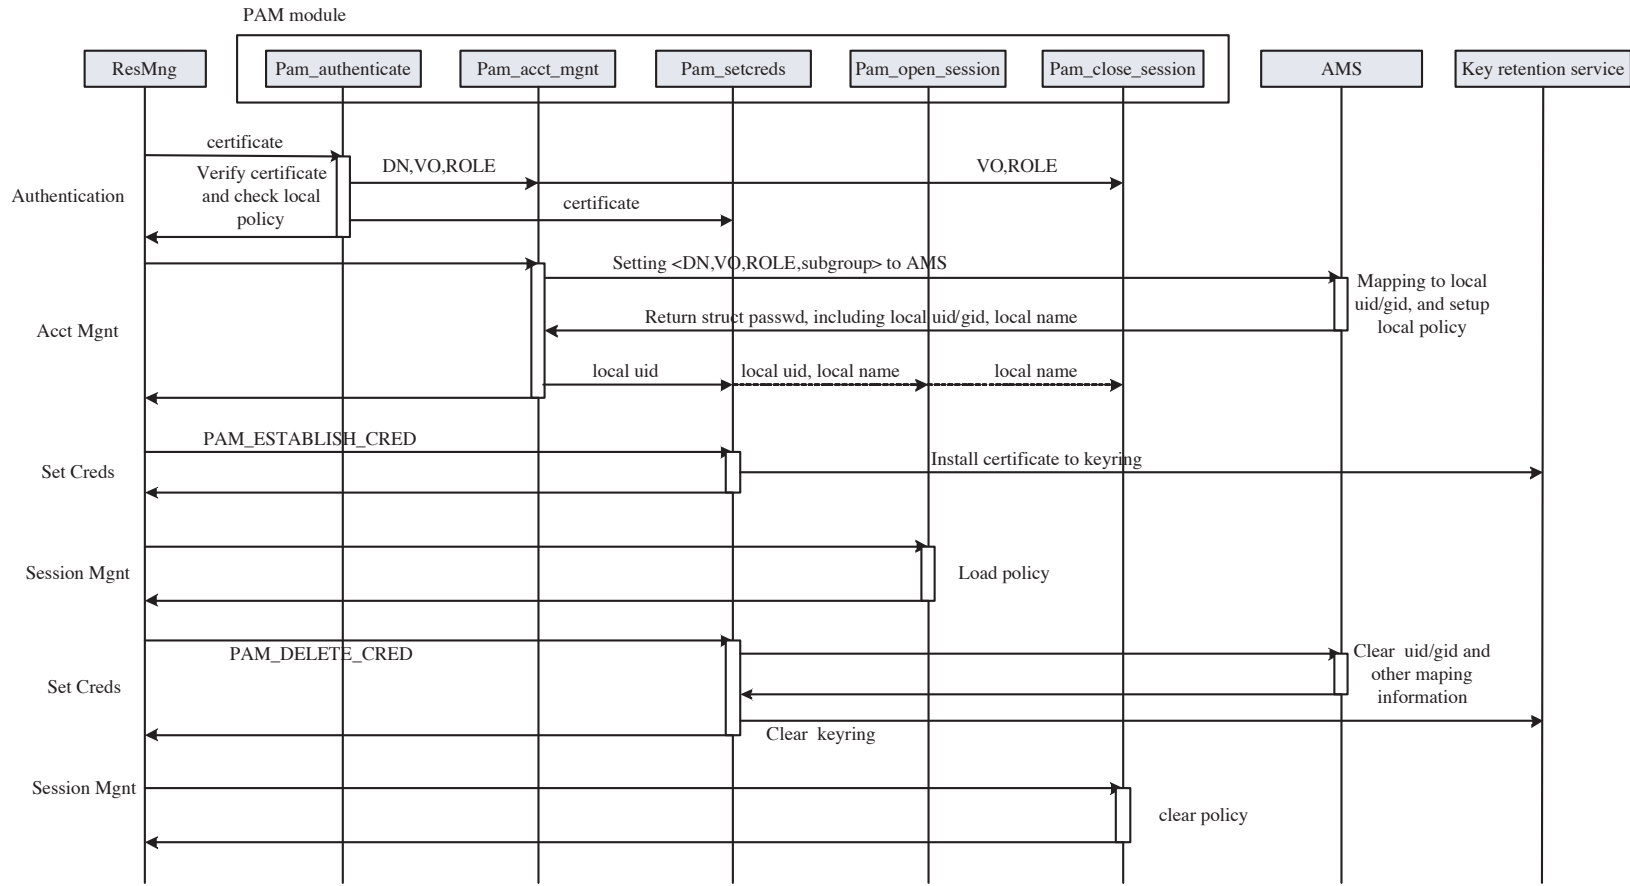 PAM module
ResMng
Pam_authenticate
Pam_acct_mgnt
Pam_setcreds
Pam_open_session
Pam_close_session
AMS
Key retention service
certificate
Verify certificate
and check local
policy
DN,VO,ROLE
VO,ROLE
certificate
Authentication
Setting <DN,VO,ROLE,subgroup> to AMS
Mapping to local
uid/gid, and setup
local policy
Return struct passwd, including local uid/gid, local name
Acct Mgnt
local uid
local uid, local name
local name
PAM_ESTABLISH_CRED
Install certificate to keyring
Set Creds
Session Mgnt
Load policy
PAM_DELETE_CRED
Clear uid/gid and
other maping
information
Set Creds
Clear keyring
Session Mgnt
clear policy